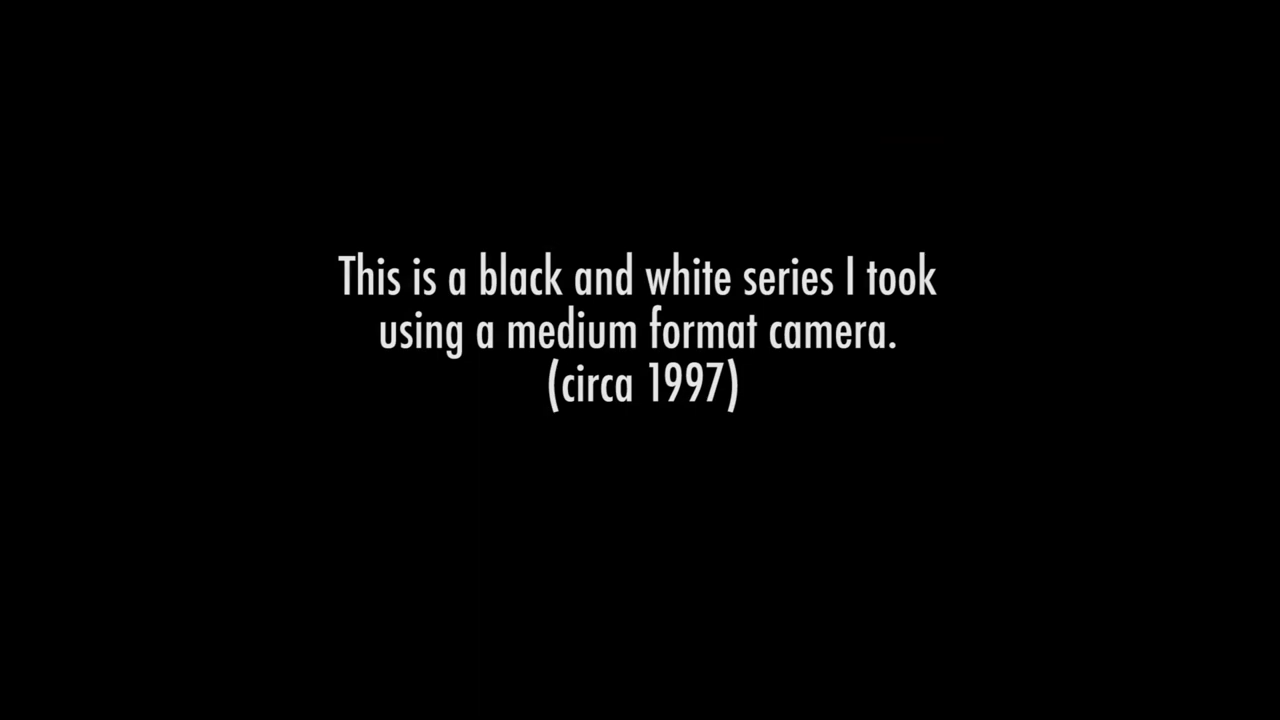 This is a black and white series I took
using a medium format camera.
(circa 1997)